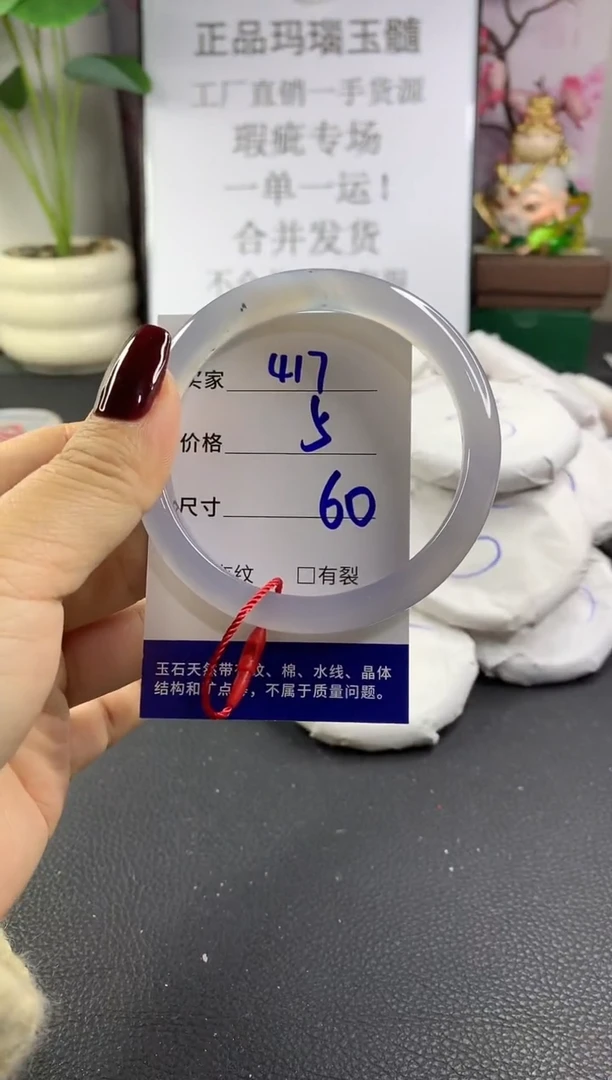 正品玛瑙玉髓
工厂直销一手货源
瑕疵专场
一单一运!
合并发货
买家 417
价格 5
尺寸 60
纹 □有裂
玉石天然带 纹、棉、水线、晶体
结构和矿点等，不属于质量问题。